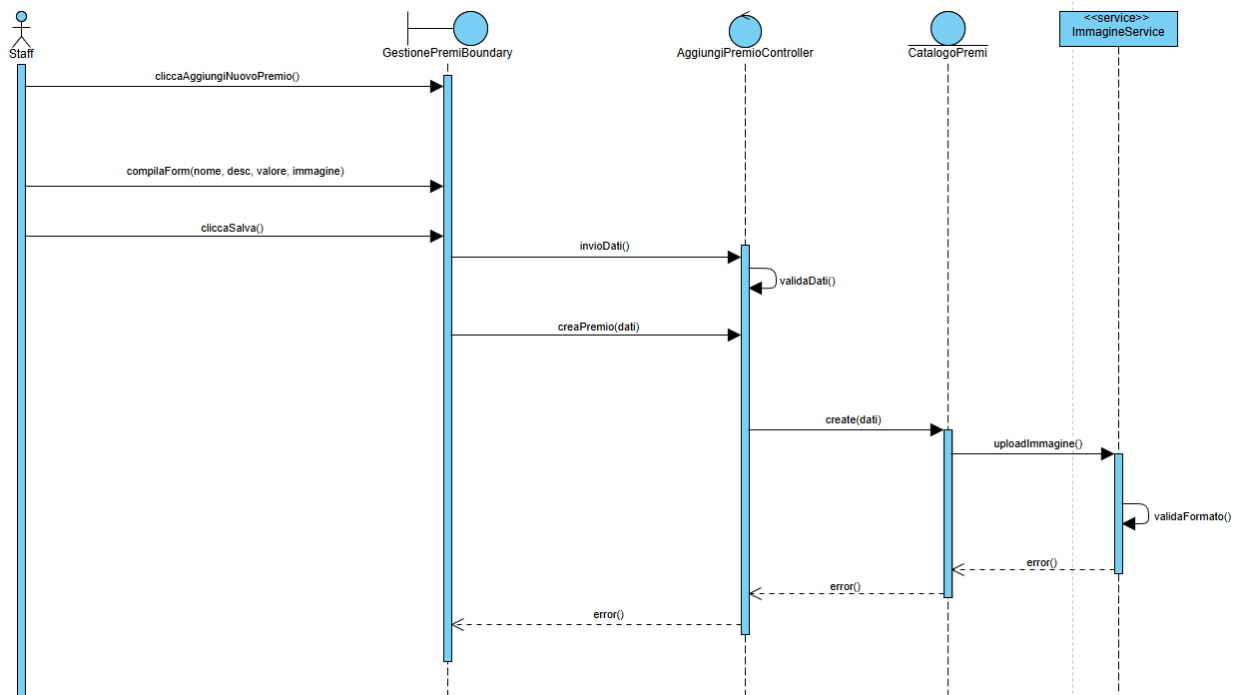 <<service>>
Staff
GestionePremiBoundary
AggiungiPremioController
CatalogoPremi
ImmagineService
cliccaAggiungiNuovoPremio()
compilaForm(nome, desc, valore, immagine)
cliccaSalva()
invioDati()
validaDati()
creaPremio(dati)
create(dati)
uploadImmagine()
validaFormato()
error()
error()
error()